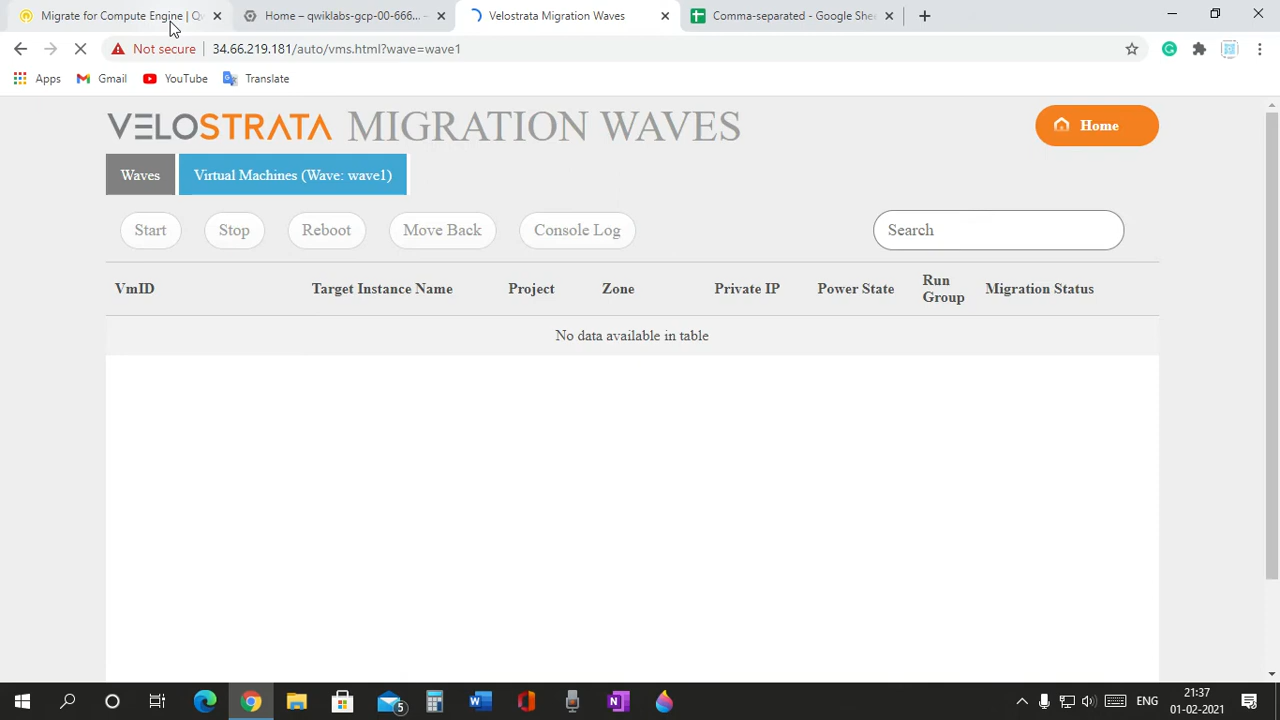 Migrate for Compute Engine | Qw
Home – qwiklabs-gcp-00-666...
Velostrata Migration Waves
Comma-separated - Google Shee
Not secure
34.66.219.181/auto/vms.html?wave=wave1
Apps
Gmail
YouTube
Translate
VELOSTRATA MIGRATION WAVES
Home
Waves
Virtual Machines (Wave: wave1)
Start
Stop
Reboot
Move Back
Console Log
Search
VmID
Target Instance Name
Project
Zone
Private IP
Power State
Run
Group
Migration Status
No data available in table
5
W
N
ENG
21:37
01-02-2021